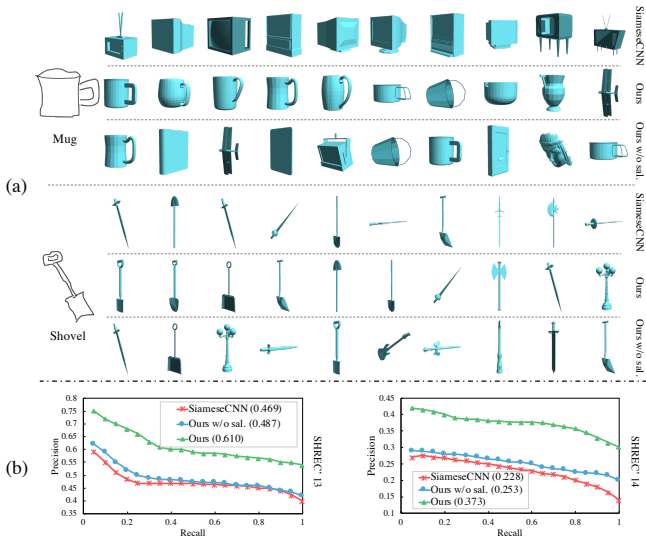 SiameseCNN
Ours
Mug
Ours w/o sal.
(a)
SiameseCNN
Ours
Shovel
Ours w/o sal.
(b)
0.8
0.75
0.7
0.65
0.6
0.55
0.5
0.45
0.4
0.35
Precision
SiameseCNN (0.469)
Ours w/o sal. (0.487)
Ours (0.610)
0 0.2 0.4 0.6 0.8 1
Recall
SHREC' 13
0.45
0.4
0.35
0.3
0.25
0.2
0.15
0.1
Precision
SiameseCNN (0.228)
Ours w/o sal. (0.253)
Ours (0.373)
0 0.2 0.4 0.6 0.8 1
Recall
SHREC' 14